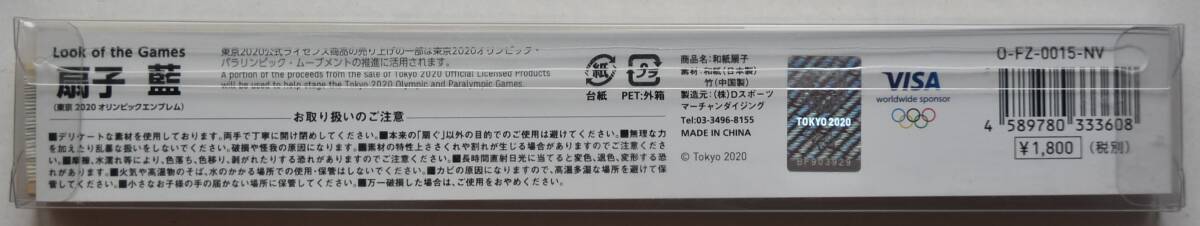 Look of the Games
扇子 藍
(東京 2020 オリンピックエンブレム)
東京2020公式ライセンス商品の売り上げの一部は東京2020オリンピック・
パラリンピック・ムーブメントの推進に活用されます。
A portion of the proceeds from the sale of Tokyo 2020 Official Licensed Products
will be used to help stage the Tokyo 2020 Olympic and Paralympic Games.
紙
台紙
プラ
PET:外箱
お取り扱いのご注意
■デリケートな素材を使用しております。両手で丁寧に開け閉めしてください。■本来の「扇ぐ」以外の目的でのご使用は避けてください。■無理な力
を加えたり乱暴な扱いをしないでください。破損や怪我の原因になります。■素材の特性上ささくれや割れが生じる場合がありますのでご注意くださ
い。■摩擦、水濡れ等により、色落ち、色移り、剥がれたりする恐れがありますのでご注意ください。■長時間直射日光に当てると変色、退色、変形する恐
れがあります。■火気や高温物のそば、水のかかる場所での使用・保管はしないでください。■カビの原因になりますので、高温多湿な場所を避けて保
管してください。■小さなお子様の手の届かない場所に保管してください。■万一破損した場合は、ご使用をおやめください。
商品名:和紙扇子
素材:和紙(日本製)
竹(中国製)
製造元:(株)Dスポーツ
マーチャンダイジング
Tel:03-3496-8155
MADE IN CHINA
© Tokyo 2020
TOKYO 2020
BF903929
VISA
worldwide sponsor
O-FZ-0015-NV
4 589780 333608
¥1,800 (税別)